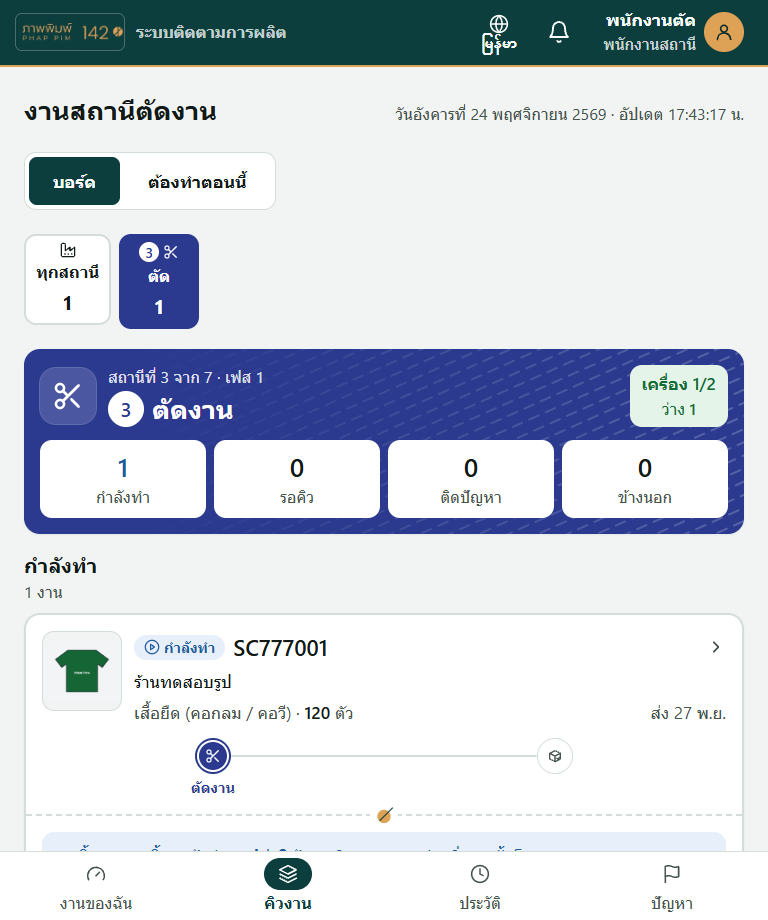 ภาพพิมพ์
PHAP PIM
142
ระบบติดตามการผลิต
မြန်မာ
พนักงานตัด
พนักงานสถานี
งานสถานีตัดงาน
วันอังคารที่ 24 พฤศจิกายน 2569 · อัปเดต 17:43:17 น.
บอร์ด
ต้องทำตอนนี้
ทุกสถานี
1
3
ตัด
1
สถานีที่ 3 จาก 7 · เฟส 1
3 ตัดงาน
เครื่อง 1/2
ว่าง 1
1
กำลังทำ
0
รอคิว
0
ติดปัญหา
0
ข้างนอก
กำลังทำ
1 งาน
กำลังทำ SC777001
ร้านทดสอบรูป
เสื้อยืด (คอกลม / คอวี) · 120 ตัว
ส่ง 27 พ.ย.
ตัดงาน
งานของฉัน
คิวงาน
ประวัติ
ปัญหา